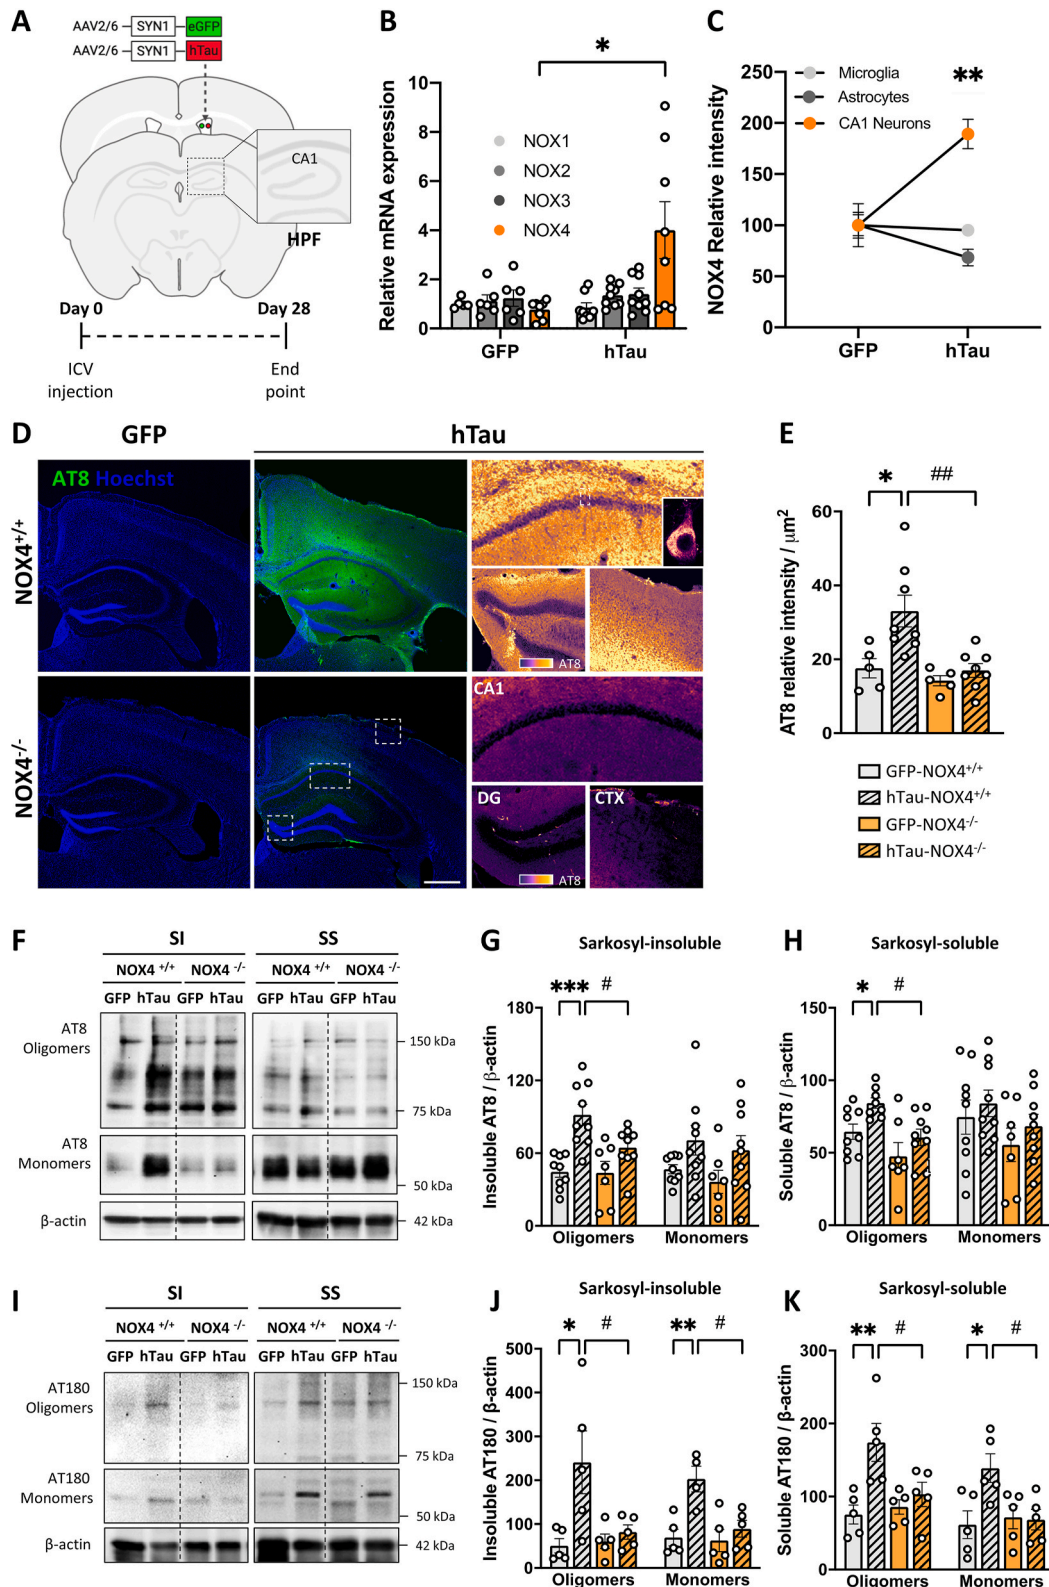 A
AAV2/6
SYN1
eGFP
AAV2/6
SYN1
hTau
CA1
HPF
Day 0
Day 28
ICV
injection
End
point
B
*
Relative mRNA expression
10
8
6
4
2
0
NOX1
NOX2
NOX3
NOX4
GFP
hTau
C
NOX4 Relative intensity
250
200
150
100
50
0
Microglia
Astrocytes
CA1 Neurons
**
GFP
hTau
D
GFP
hTau
AT8 Hoechst
NOX4+/+
NOX4-/-
AT8
CA1
DG
CTX
AT8
E
*
##
AT8 relative intensity / μm2
60
40
20
0
GFP-NOX4+/+
hTau-NOX4+/+
GFP-NOX4-/-
hTau-NOX4-/-
F
SI
SS
NOX4 +/+
NOX4 -/-
NOX4 +/+
NOX4 -/-
GFP hTau GFP hTau
GFP hTau GFP hTau
AT8
Oligomers
150 kDa
75 kDa
AT8
Monomers
50 kDa
β-actin
42 kDa
G
Sarkosyl-insoluble
***
#
Insoluble AT8 / β-actin
180
120
60
0
Oligomers
Monomers
H
Sarkosyl-soluble
*
#
Soluble AT8 / β-actin
150
100
50
0
Oligomers
Monomers
I
SI
SS
NOX4 +/+
NOX4 -/-
NOX4 +/+
NOX4 -/-
GFP hTau GFP hTau
GFP hTau GFP hTau
AT180
Oligomers
150 kDa
75 kDa
AT180
Monomers
50 kDa
β-actin
42 kDa
J
Sarkosyl-insoluble
*
#
**
#
Insoluble AT180 / β-actin
500
400
300
200
100
0
Oligomers
Monomers
K
Sarkosyl-soluble
**
#
*
#
Soluble AT180 / β-actin
300
200
100
0
Oligomers
Monomers